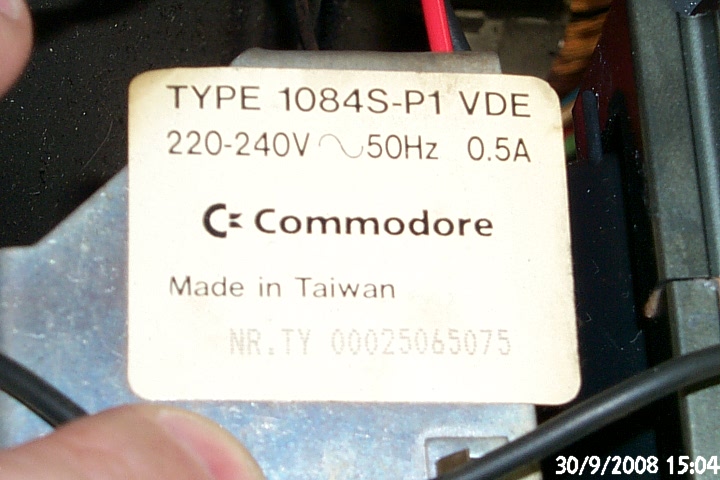 TYPE 1084S-P1 VDE
220-240V ~ 50Hz 0.5A
Commodore
Made in Taiwan
NR.TY 00025065075
30/9/2008 15:04